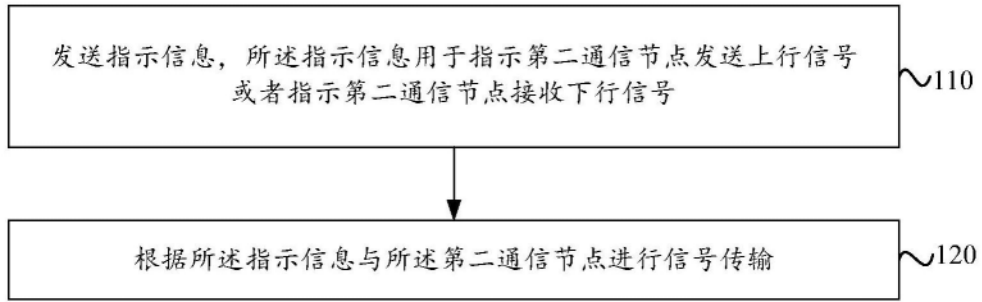 发送指示信息，所述指示信息用于指示第二通信节点发送上行信号
或者指示第二通信节点接收下行信号
110
根据所述指示信息与所述第二通信节点进行信号传输
120